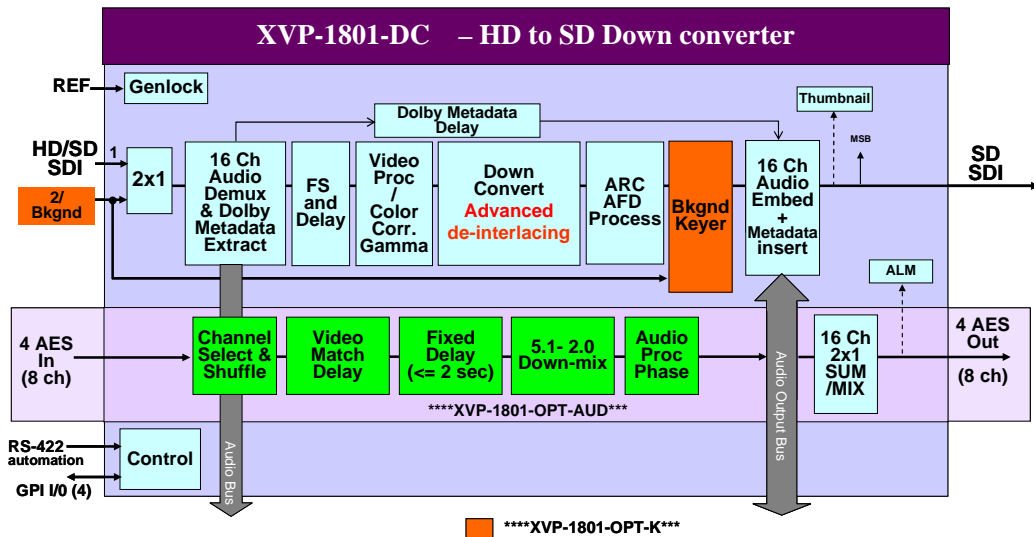 XVP-1801-DC – HD to SD Down converter
REF
Genlock
Dolby Metadata
Delay
Thumbnail
MSB
HD/SD
SDI
1
2/
Bkgnd
2x1
16 Ch
Audio
Demux
& Dolby
Metadata
Extract
FS
and
Delay
Video
Proc
/
Color
Corr.
Gamma
Down
Convert
Advanced
de-interlacing
ARC
AFD
Process
Bkgnd
Keyer
16 Ch
Audio
Embed
+
Metadata
insert
SD
SDI
ALM
4 AES
In
(8 ch)
Channel
Select &
Shuffle
Video
Match
Delay
Fixed
Delay
(<= 2 sec)
5.1- 2.0
Down-mix
Audio
Proc
Phase
16 Ch
2x1
SUM
/MIX
4 AES
Out
(8 ch)
****XVP-1801-OPT-AUD***
Audio Bus
Audio Output Bus
RS-422
automation
GPI I/0 (4)
Control
****XVP-1801-OPT-K***